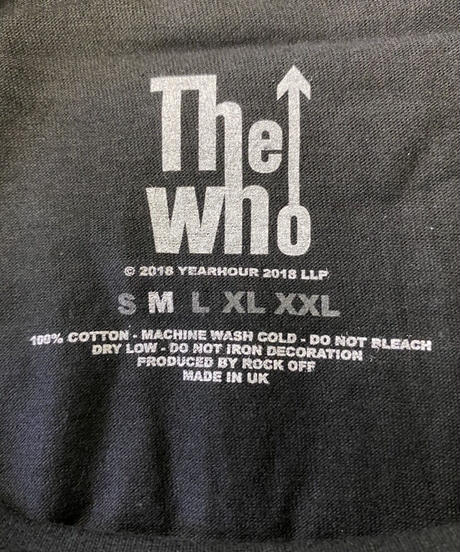 The
who
© 2018 YEARHOUR 2018 LLP
S M L XL XXL
100% COTTON - MACHINE WASH COLD - DO NOT BLEACH
DRY LOW - DO NOT IRON DECORATION
PRODUCED BY ROCK OFF
MADE IN UK